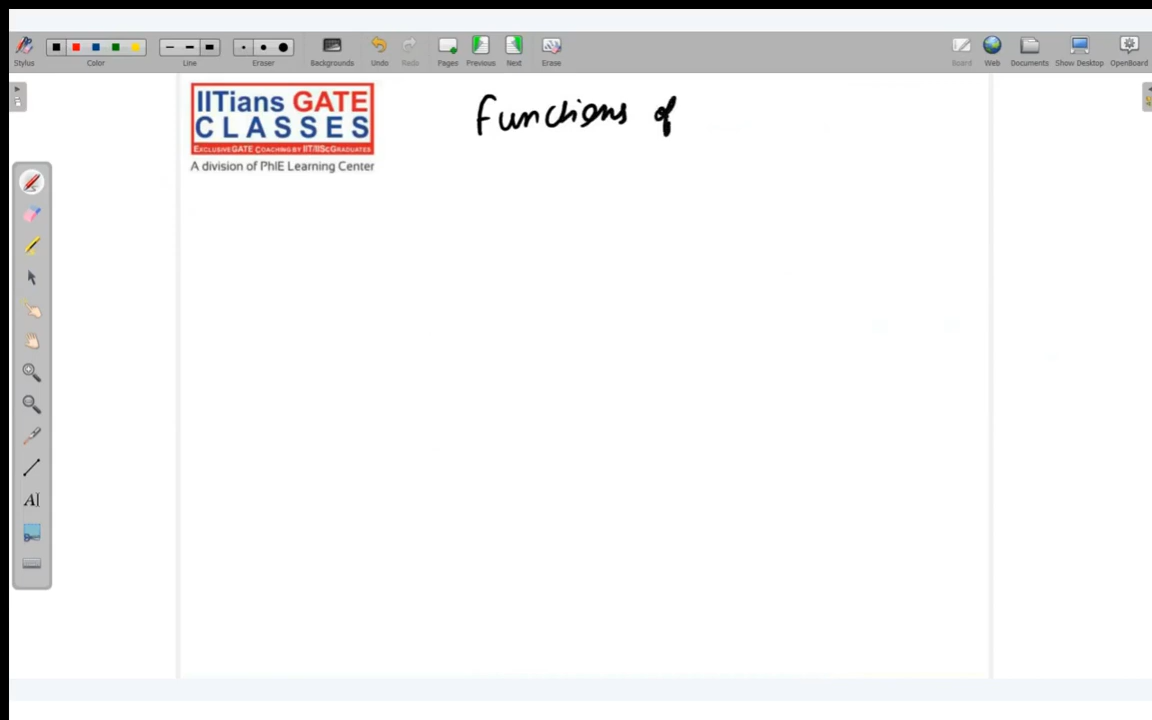 Stylus Color Line Eraser Backgrounds Undo Redo Pages Previous Next Erase Board Web Documents Show Desktop OpenBoard
IITians GATE
CLASSES
EXCLUSIVE GATE COACHING BY IIT/IISc GRADUATES
A division of PhIE Learning Center
Functions of
AI